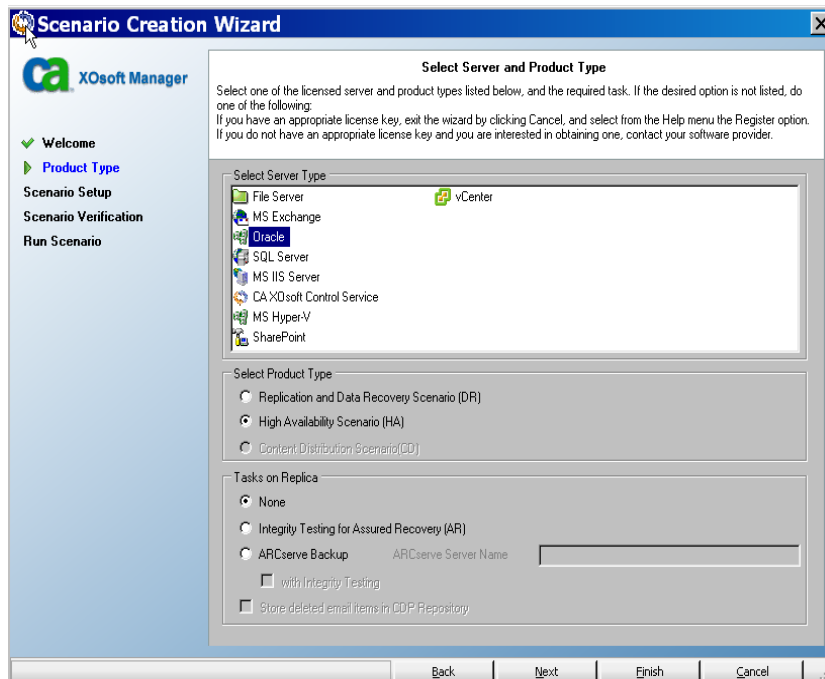 Scenario Creation Wizard
ca
XOsoft Manager
Welcome
Product Type
Scenario Setup
Scenario Verification
Run Scenario
Select Server and Product Type
Select one of the licensed server and product types listed below, and the required task. If the desired option is not listed, do
one of the following:
If you have an appropriate license key, exit the wizard by clicking Cancel, and select from the Help menu the Register option.
If you do not have an appropriate license key and you are interested in obtaining one, contact your software provider.
Select Server Type
File Server
MS Exchange
Oracle
SQL Server
MS IIS Server
CA XOsoft Control Service
MS Hyper-V
SharePoint
vCenter
Select Product Type
Replication and Data Recovery Scenario (DR)
High Availability Scenario (HA)
Content Distribution Scenario(CD)
Tasks on Replica
None
Integrity Testing for Assured Recovery (AR)
ARCserve Backup ARCserve Server Name
with Integrity Testing
Store deleted email items in CDP Repository
Back Next Finish Cancel